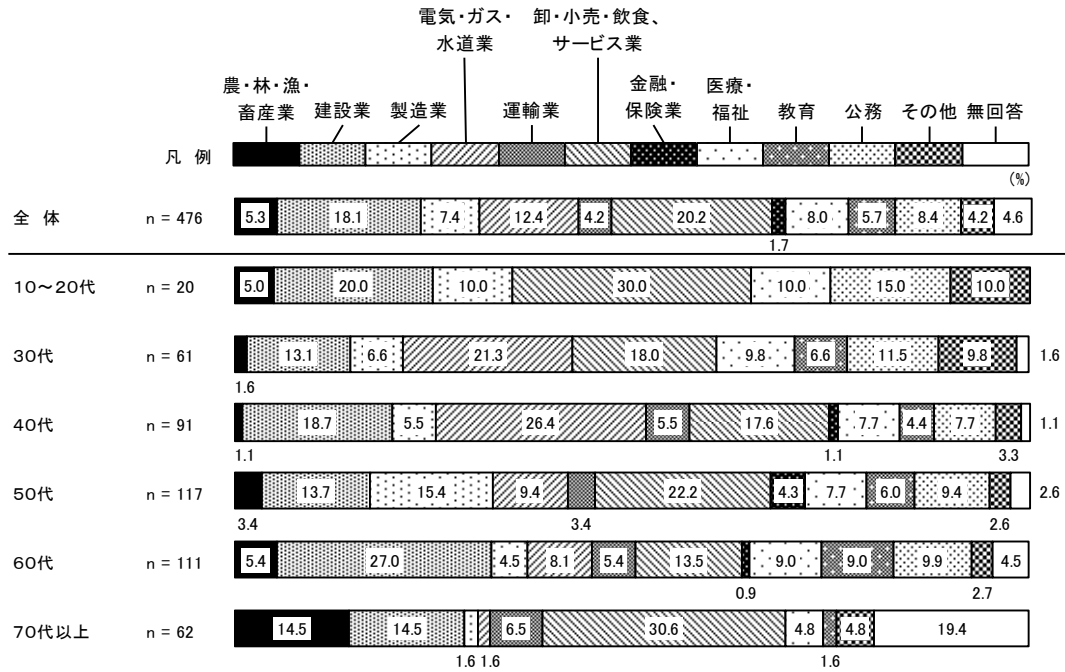 電気・ガス・
水道業
卸・小売・飲食、
サービス業
農・林・漁・
畜産業
建設業
製造業
運輸業
金融・
保険業
医療・
福祉
教育
公務
その他
無回答
凡 例
(%)
全 体 n = 476 5.3 18.1 7.4 12.4 4.2 20.2 8.0 5.7 8.4 4.2 4.6
1.7
10～20代 n = 20 5.0 20.0 10.0 30.0 10.0 15.0 10.0
30代 n = 61 13.1 6.6 21.3 18.0 9.8 6.6 11.5 9.8 1.6
1.6
40代 n = 91 18.7 5.5 26.4 5.5 17.6 7.7 4.4 7.7 1.1
1.1 1.1 3.3
50代 n = 117 13.7 15.4 9.4 22.2 4.3 7.7 6.0 9.4 2.6
3.4 3.4 2.6
60代 n = 111 5.4 27.0 4.5 8.1 5.4 13.5 9.0 9.0 9.9 4.5
0.9 2.7
70代以上 n = 62 14.5 14.5 6.5 30.6 4.8 4.8 19.4
1.6 1.6 1.6